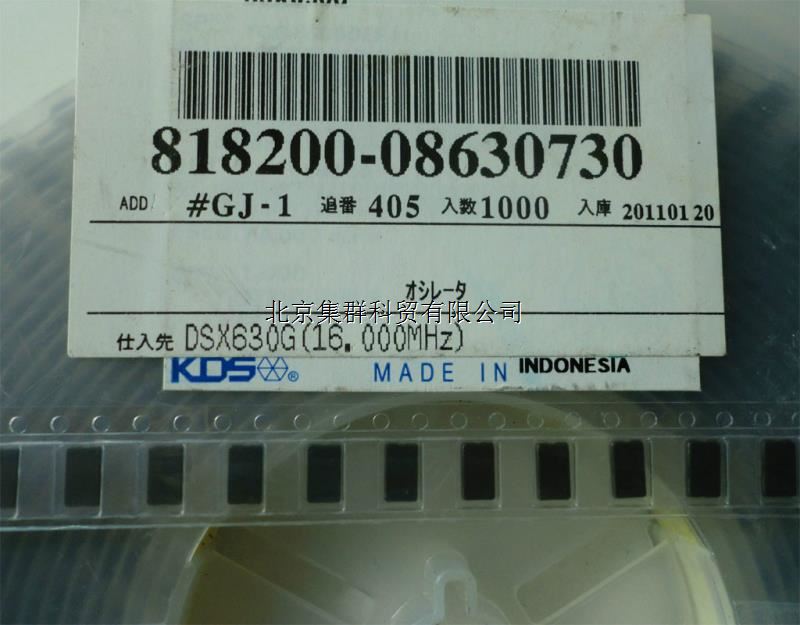 818200-08630730
ADD #GJ-1 追番 405 入数 1000 入庫 20110120
オシレータ
北京集群科贸有限公司
仕入先 DSX630G(16.000MHz)
KDS® MADE IN INDONESIA